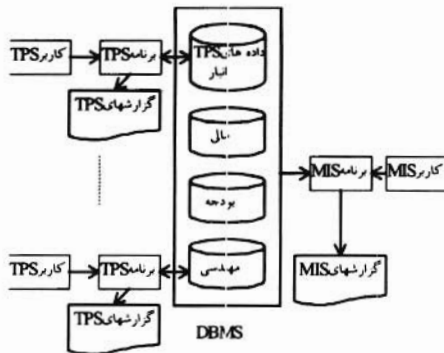 کاربرTPS
برنامهTPS
داده هایTPS
انبار
گزارشهایTPS
مالی
کاربرMIS
برنامهMIS
بودجه
مهندسی
کاربرTPS
برنامهTPS
گزارشهایMIS
گزارشهایTPS
DBMS